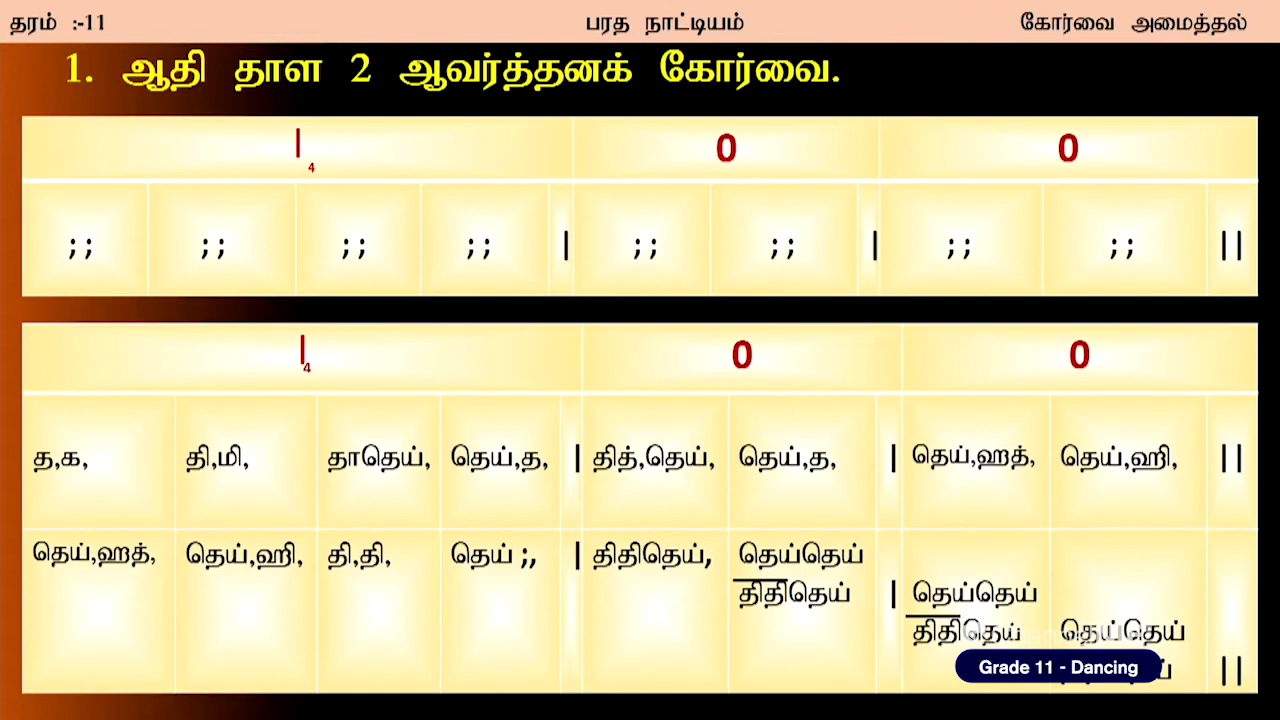 தரம் :-11 பரத நாட்டியம் கோர்வை அமைத்தல்
1. ஆதி தாள 2 ஆவர்த்தனக் கோர்வை.
|4 0 0
; ; ; ; ; ; ; ; | ; ; ; ; | ; ; ; ; ||
|4 0 0
த,க, தி,மி, தாதெய், தெய்,த, | தித்,தெய், தெய்,த, | தெய்,ஹத், தெய்,ஹி, ||
தெய்,ஹத், தெய்,ஹி, தி,தி, தெய் ;, | திதிதெய், தெய்தெய்
திதிதெய் | தெய்தெய்
திதிதெய் தெய்தெய்
||
Grade 11 - Dancing